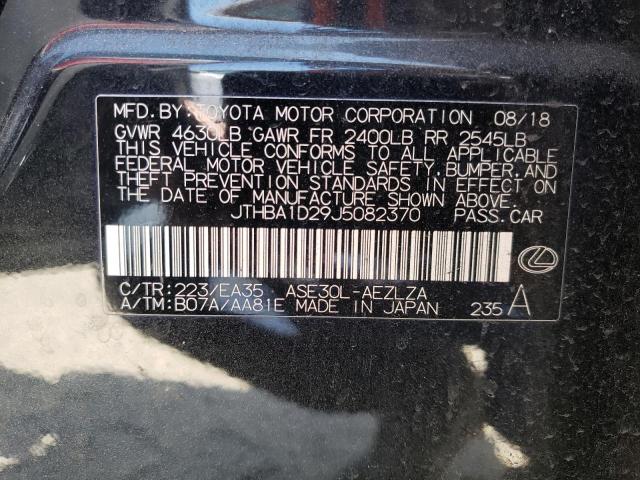 MFD.BY:TOYOTA MOTOR CORPORATION 08/18
GVWR 4630LB GAWR FR 2400LB RR 2545LB
THIS VEHICLE CONFORMS TO ALL APPLICABLE
FEDERAL MOTOR VEHICLE SAFETY,BUMPER,AND
THEFT PREVENTION STANDARDS IN EFFECT ON
THE DATE OF MANUFACTURE SHOWN ABOVE.
JTHBA1D29J5082370 PASS.CAR
C/TR:223/EA35 ASE30L-AEZLZA
A/TM:B07A/AA81E MADE IN JAPAN 235 A